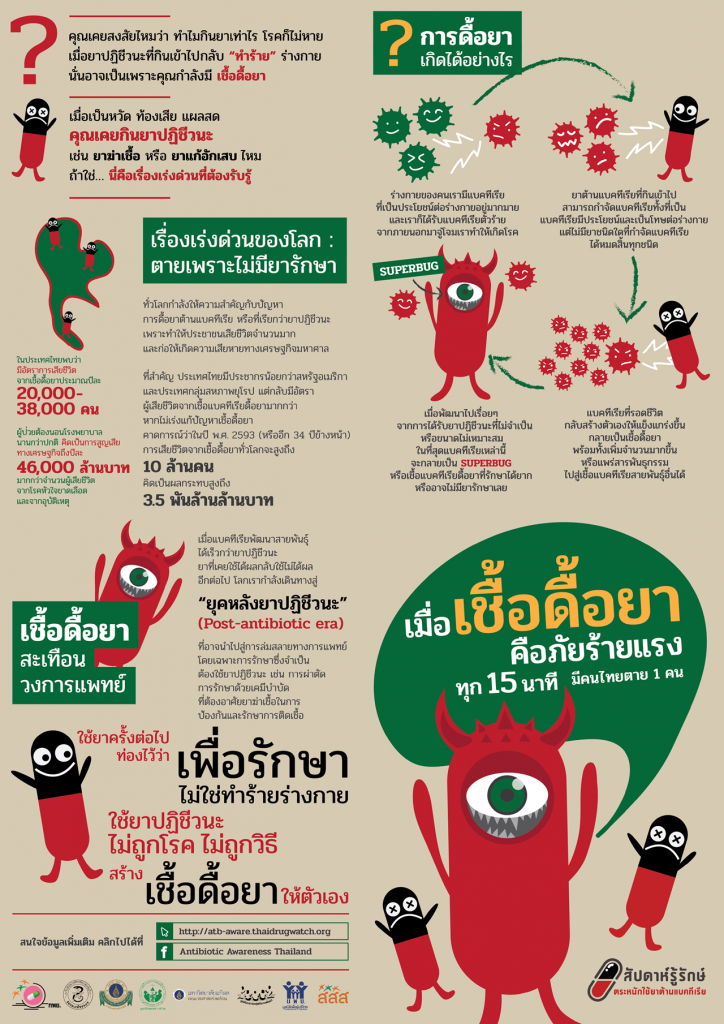 ?
คุณเคยสงสัยไหมว่า ทำไมกินยาเท่าไร โรคก็ไม่หาย
เมื่อยาปฏิชีวนะที่กินเข้าไปกลับ “ทำร้าย” ร่างกาย
นั่นอาจเป็นเพราะคุณกำลังมี เชื้อดื้อยา
เมื่อเป็นหวัด ท้องเสีย แผลสด
คุณเคยกินยาปฏิชีวนะ
เช่น ยาฆ่าเชื้อ หรือ ยาแก้อักเสบ ไหม
ถ้าใช่... นี่คือเรื่องเร่งด่วนที่ต้องรับรู้
เรื่องเร่งด่วนของโลก :
ตายเพราะไม่มียารักษา
ทั่วโลกกำลังให้ความสำคัญกับปัญหา
การดื้อยาต้านแบคทีเรีย หรือที่เรียกว่ายาปฏิชีวนะ
เพราะทำให้ประชาชนเสียชีวิตจำนวนมาก
และก่อให้เกิดความเสียหายทางเศรษฐกิจมหาศาล
ที่สำคัญ ประเทศไทยมีประชากรน้อยกว่าสหรัฐอเมริกา
และประเทศกลุ่มสหภาพยุโรป แต่กลับมีอัตรา
ผู้เสียชีวิตจากเชื้อแบคทีเรียดื้อยามากกว่า
หากไม่เร่งแก้ปัญหาเชื้อดื้อยา
คาดการณ์ว่าในปี พ.ศ. 2593 (หรืออีก 34 ปีข้างหน้า)
การเสียชีวิตจากเชื้อดื้อยาทั่วโลกจะสูงถึง
10 ล้านคน
คิดเป็นผลกระทบสูงถึง
3.5 พันล้านล้านบาท
ในประเทศไทยพบว่า
มีอัตราการเสียชีวิต
จากเชื้อดื้อยาประมาณปีละ
20,000-
38,000 คน
ผู้ป่วยต้องนอนโรงพยาบาล
นานกว่าปกติ คิดเป็นการสูญเสีย
ทางเศรษฐกิจถึงปีละ
46,000 ล้านบาท
มากกว่าจำนวนผู้เสียชีวิต
จากโรคหัวใจขาดเลือด
และจากอุบัติเหตุ
? การดื้อยา
เกิดได้อย่างไร
ร่างกายของคนเรามีแบคทีเรีย
ที่เป็นประโยชน์ต่อร่างกายอยู่มากมาย
และเราก็ได้รับแบคทีเรียตัวร้าย
จากภายนอกมาจู่โจมเราทำให้เกิดโรค
ยาต้านแบคทีเรียที่กินเข้าไป
สามารถกำจัดแบคทีเรียทั้งที่เป็น
แบคทีเรียมีประโยชน์และเป็นโทษต่อร่างกาย
แต่ไม่มียาชนิดใดที่กำจัดแบคทีเรีย
ได้หมดสิ้นทุกชนิด
SUPERBUG
เมื่อพัฒนาไปเรื่อยๆ
จากการได้รับยาปฏิชีวนะที่ไม่จำเป็น
หรือขนาดไม่เหมาะสม
ในที่สุดแบคทีเรียเหล่านี้
จะกลายเป็น SUPERBUG
หรือเชื้อแบคทีเรียดื้อยาที่รักษาได้ยาก
หรืออาจไม่มียารักษาเลย
แบคทีเรียที่รอดชีวิต
กลับสร้างตัวเองให้แข็งแกร่งขึ้น
กลายเป็นเชื้อดื้อยา
พร้อมทั้งเพิ่มจำนวนมากขึ้น
หรือแพร่สารพันธุกรรม
ไปสู่เชื้อแบคทีเรียสายพันธุ์อื่นได้
เชื้อดื้อยา
สะเทือน
วงการแพทย์
เมื่อแบคทีเรียพัฒนาสายพันธุ์
ได้เร็วกว่ายาปฏิชีวนะ
ยาที่เคยใช้ได้ผลกลับใช้ไม่ได้ผล
อีกต่อไป โลกเรากำลังเดินทางสู่
“ยุคหลังยาปฏิชีวนะ”
(Post-antibiotic era)
ที่อาจนำไปสู่การล่มสลายทางการแพทย์
โดยเฉพาะการรักษาซึ่งจำเป็น
ต้องใช้ยาปฏิชีวนะ เช่น การผ่าตัด
การรักษาด้วยเคมีบำบัด
ที่ต้องอาศัยยาฆ่าเชื้อในการ
ป้องกันและรักษาการติดเชื้อ
ใช้ยาครั้งต่อไป
ท่องไว้ว่า
เพื่อรักษา
ไม่ใช่ทำร้ายร่างกาย
ใช้ยาปฏิชีวนะ
ไม่ถูกโรค ไม่ถูกวิธี
สร้าง เชื้อดื้อยา ให้ตัวเอง
สนใจข้อมูลเพิ่มเติม คลิกไปได้ที่
http://atb-aware.thaidrugwatch.org
f Antibiotic Awareness Thailand
กพย.
สสส
เมื่อ เชื้อดื้อยา
คือภัยร้ายแรง
ทุก 15 นาที มีคนไทยตาย 1 คน
สัปดาห์รู้รักษ์
ตระหนักใช้ยาต้านแบคทีเรีย